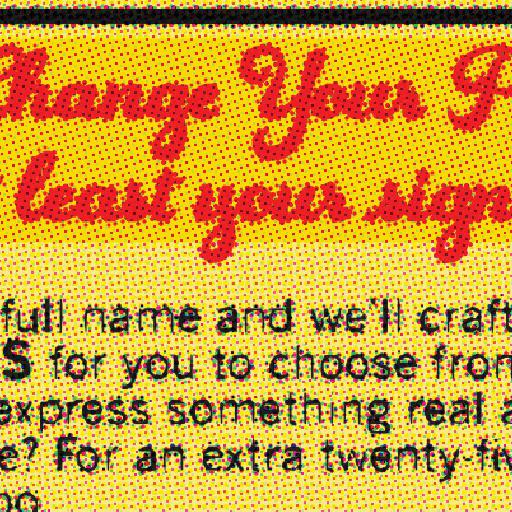 Change Your
least your sign
full name and we'll craft
S for you to choose from
express something real a
e? For an extra twenty-fiv
oo